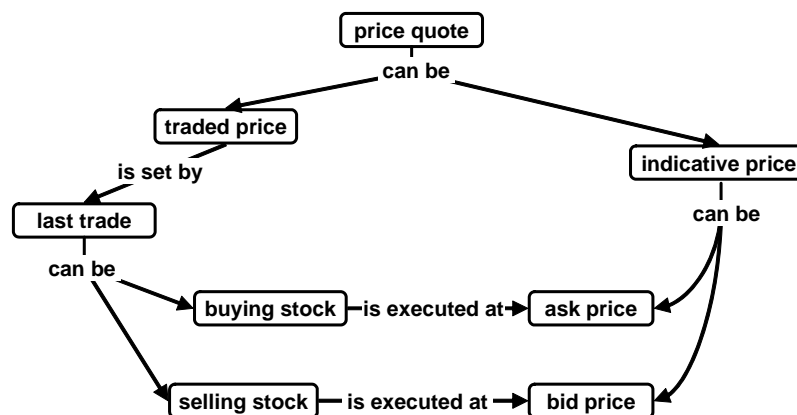 price quote
can be
traded price
is set by
indicative price
last trade
can be
can be
buying stock
is executed at
ask price
selling stock
is executed at
bid price